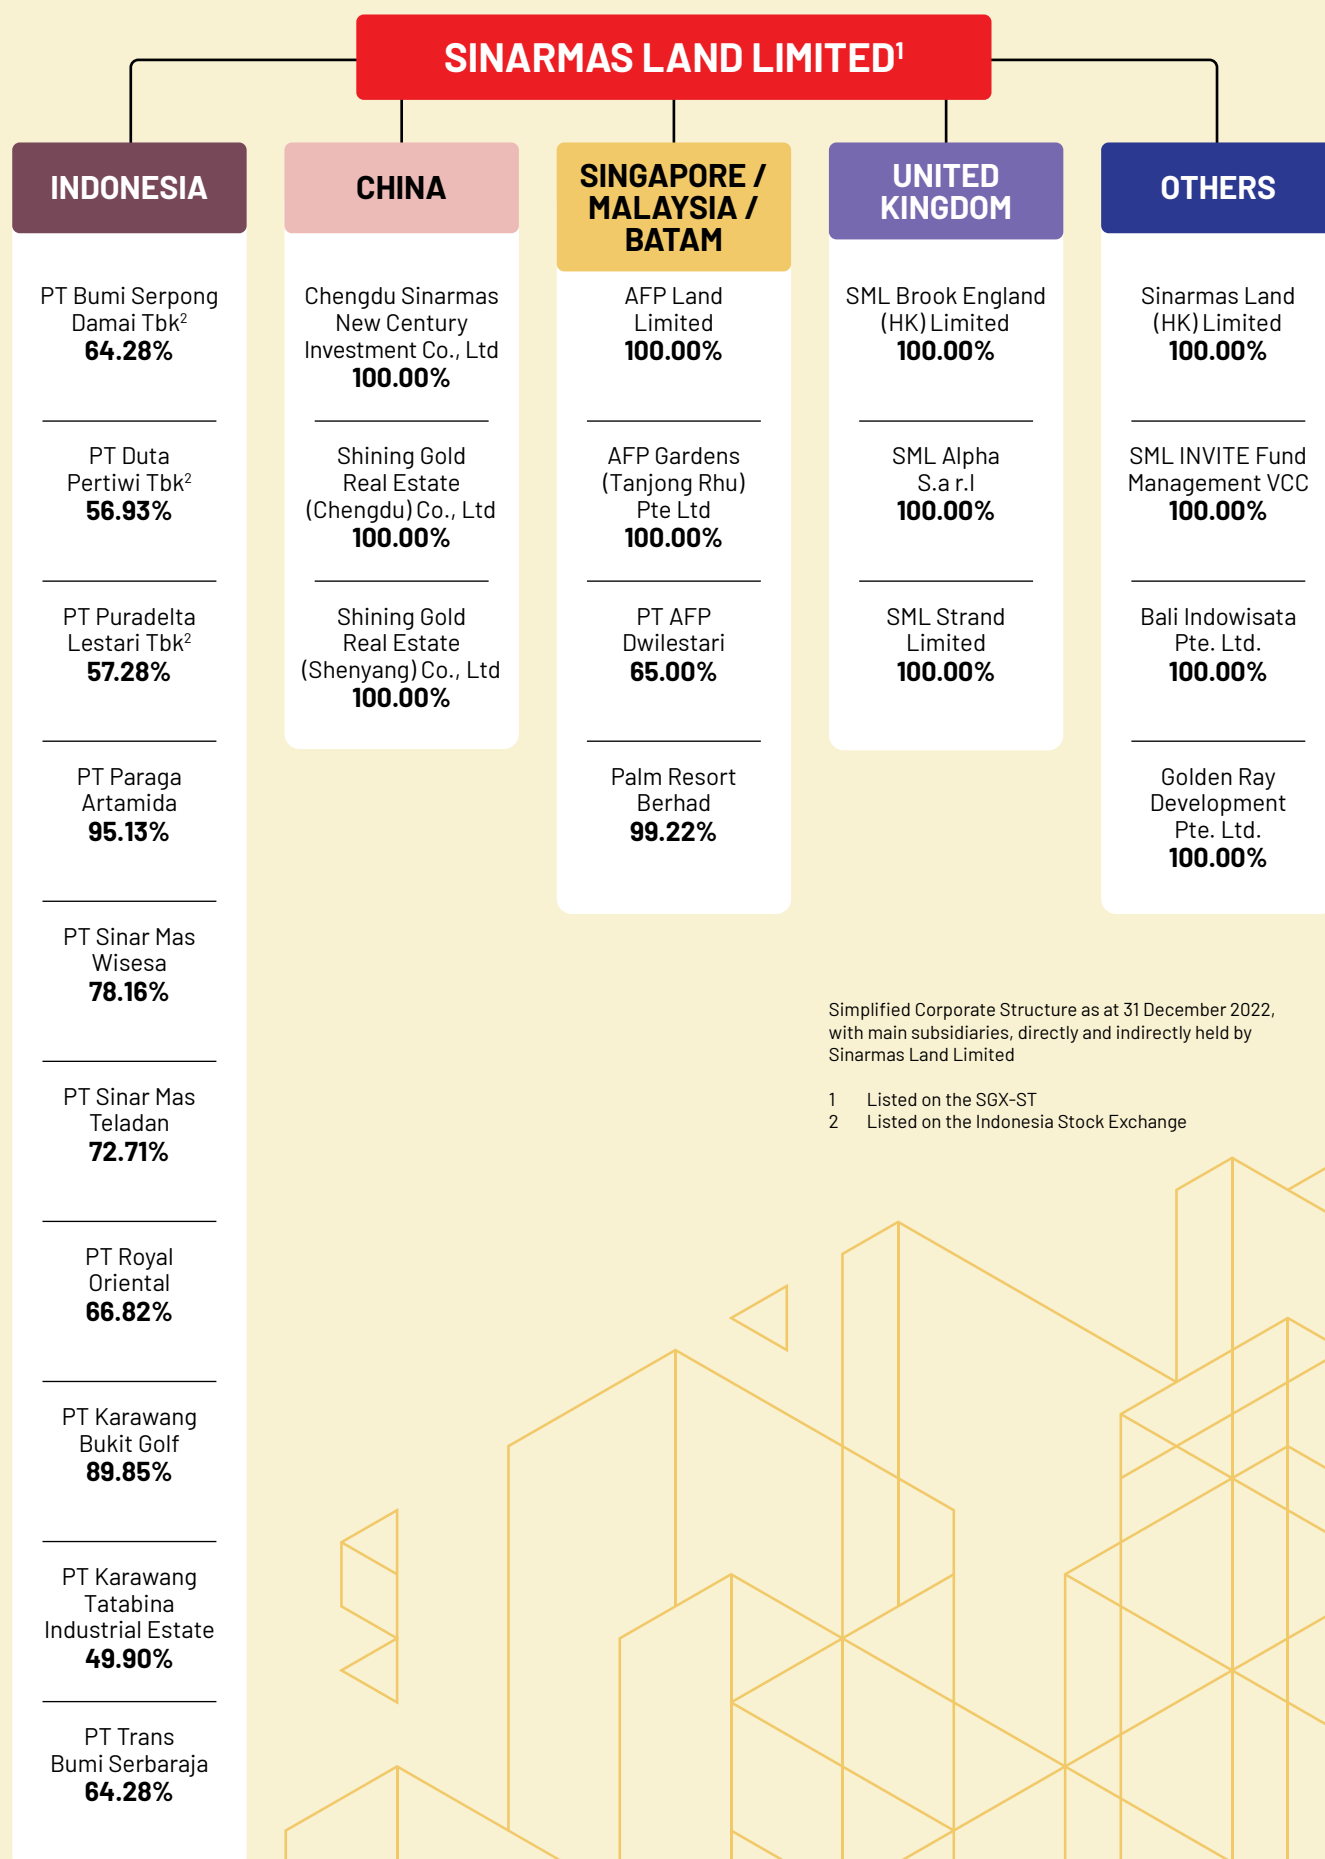 SINARMAS LAND LIMITED¹
INDONESIA
PT Bumi Serpong
Damai Tbk²
64.28%
PT Duta
Pertiwi Tbk²
56.93%
PT Puradelta
Lestari Tbk²
57.28%
PT Paraga
Artamida
95.13%
PT Sinar Mas
Wisesa
78.16%
PT Sinar Mas
Teladan
72.71%
PT Royal
Oriental
66.82%
PT Karawang
Bukit Golf
89.85%
PT Karawang
Tatabina
Industrial Estate
49.90%
PT Trans
Bumi Serbaraja
64.28%
CHINA
Chengdu Sinarmas
New Century
Investment Co., Ltd
100.00%
Shining Gold
Real Estate
(Chengdu) Co., Ltd
100.00%
Shining Gold
Real Estate
(Shenyang) Co., Ltd
100.00%
SINGAPORE /
MALAYSIA /
BATAM
AFP Land
Limited
100.00%
AFP Gardens
(Tanjong Rhu)
Pte Ltd
100.00%
PT AFP
Dwilestari
65.00%
Palm Resort
Berhad
99.22%
UNITED
KINGDOM
SML Brook England
(HK) Limited
100.00%
SML Alpha
S.a r.l
100.00%
SML Strand
Limited
100.00%
OTHERS
Sinarmas Land
(HK) Limited
100.00%
SML INVITE Fund
Management VCC
100.00%
Bali Indowisata
Pte. Ltd.
100.00%
Golden Ray
Development
Pte. Ltd.
100.00%
Simplified Corporate Structure as at 31 December 2022,
with main subsidiaries, directly and indirectly held by
Sinarmas Land Limited
1 Listed on the SGX-ST
2 Listed on the Indonesia Stock Exchange